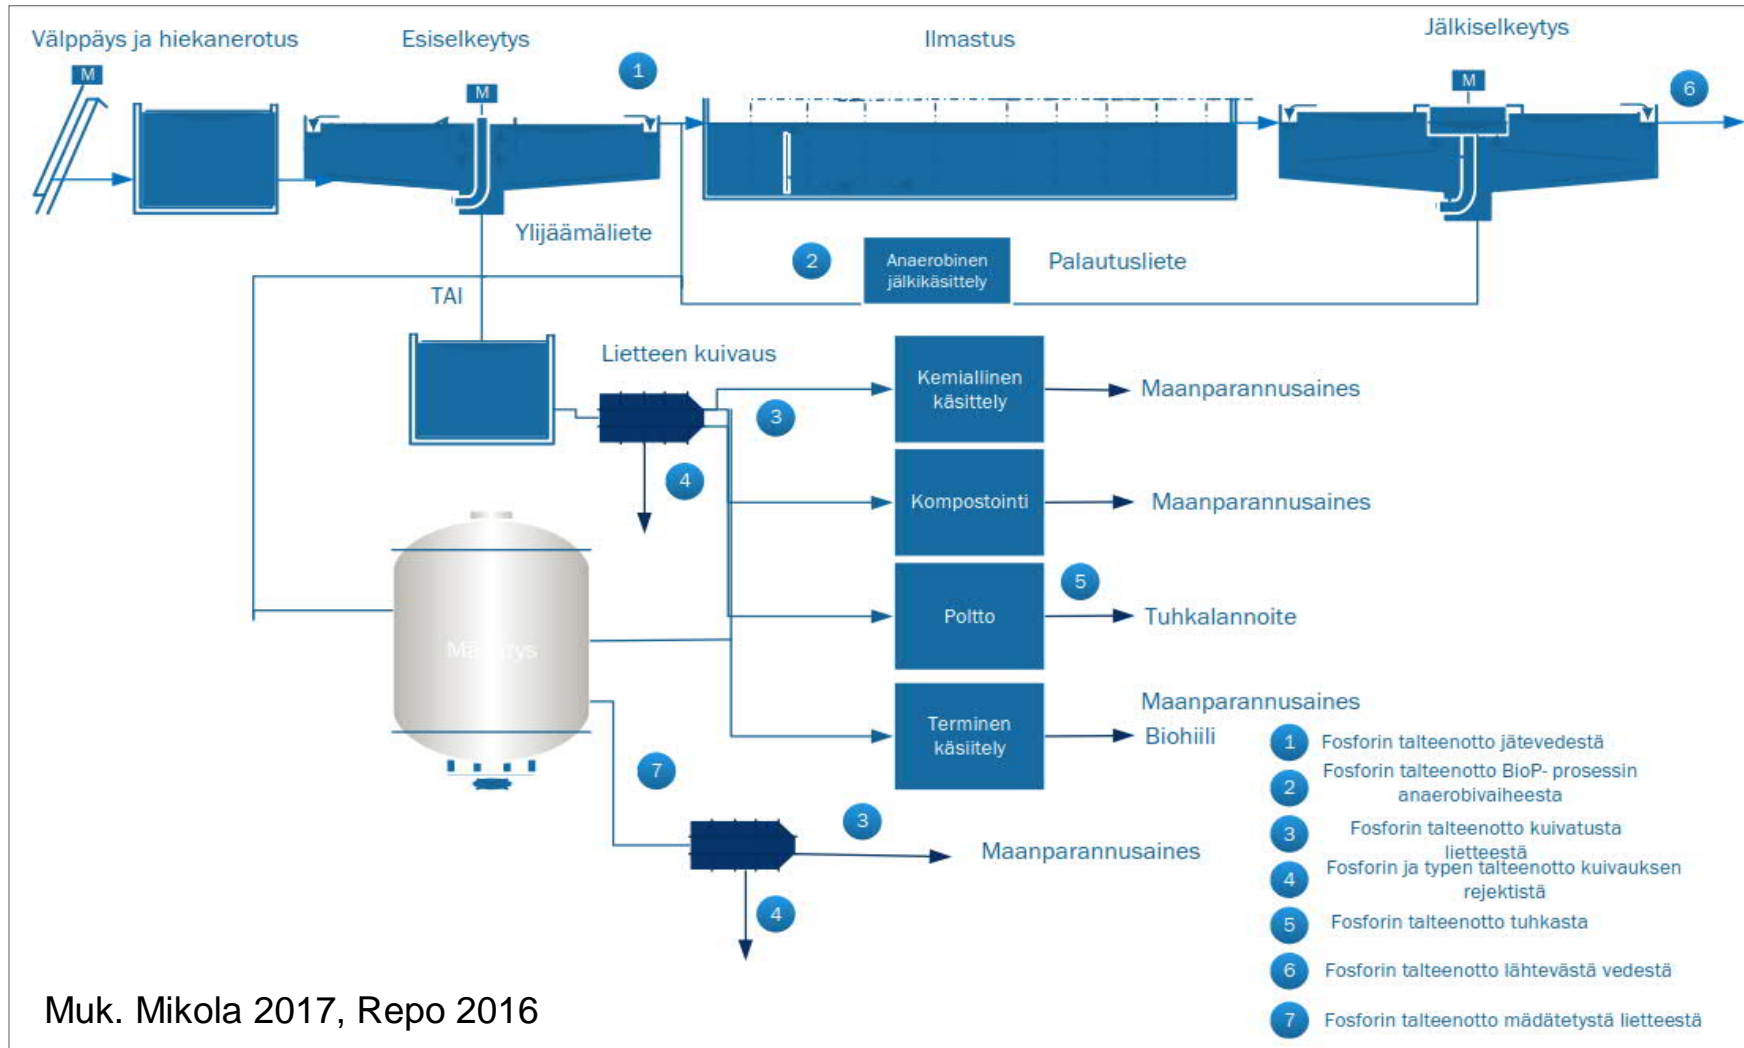 Välppäys ja hiekanerotus
Esiselkeytys
Ilmastus
Jälkiselkeytys
M
M
M
1
6
Ylijäämäliete
2
Anaerobinen
jälkikäsittely
Palautusliete
TAI
Lietteen kuivaus
3
4
Kemiallinen
käsittely
Maanparannusaines
Kompostointi
Maanparannusaines
Poltto
5
Tuhkalannoite
Terminen
käsiitely
Maanparannusaines
Biohiili
7
3
Maanparannusaines
4
1 Fosforin talteenotto jätevedestä
2 Fosforin talteenotto BioP- prosessin
anaerobivaiheesta
3 Fosforin talteenotto kuivatusta
lietteestä
4 Fosforin ja typen talteenotto kuivauksen
rejektistä
5 Fosforin talteenotto tuhkasta
6 Fosforin talteenotto lähtevästä vedestä
7 Fosforin talteenotto mädätetystä lietteestä
Muk. Mikola 2017, Repo 2016